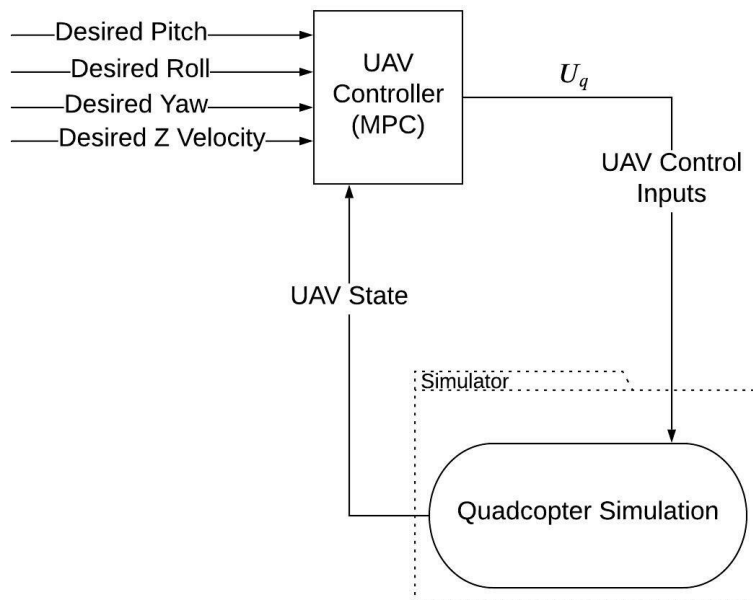 Desired Pitch
Desired Roll
Desired Yaw
Desired Z Velocity
UAV
Controller
(MPC)
U_q
UAV Control
Inputs
UAV State
Simulator
Quadcopter Simulation